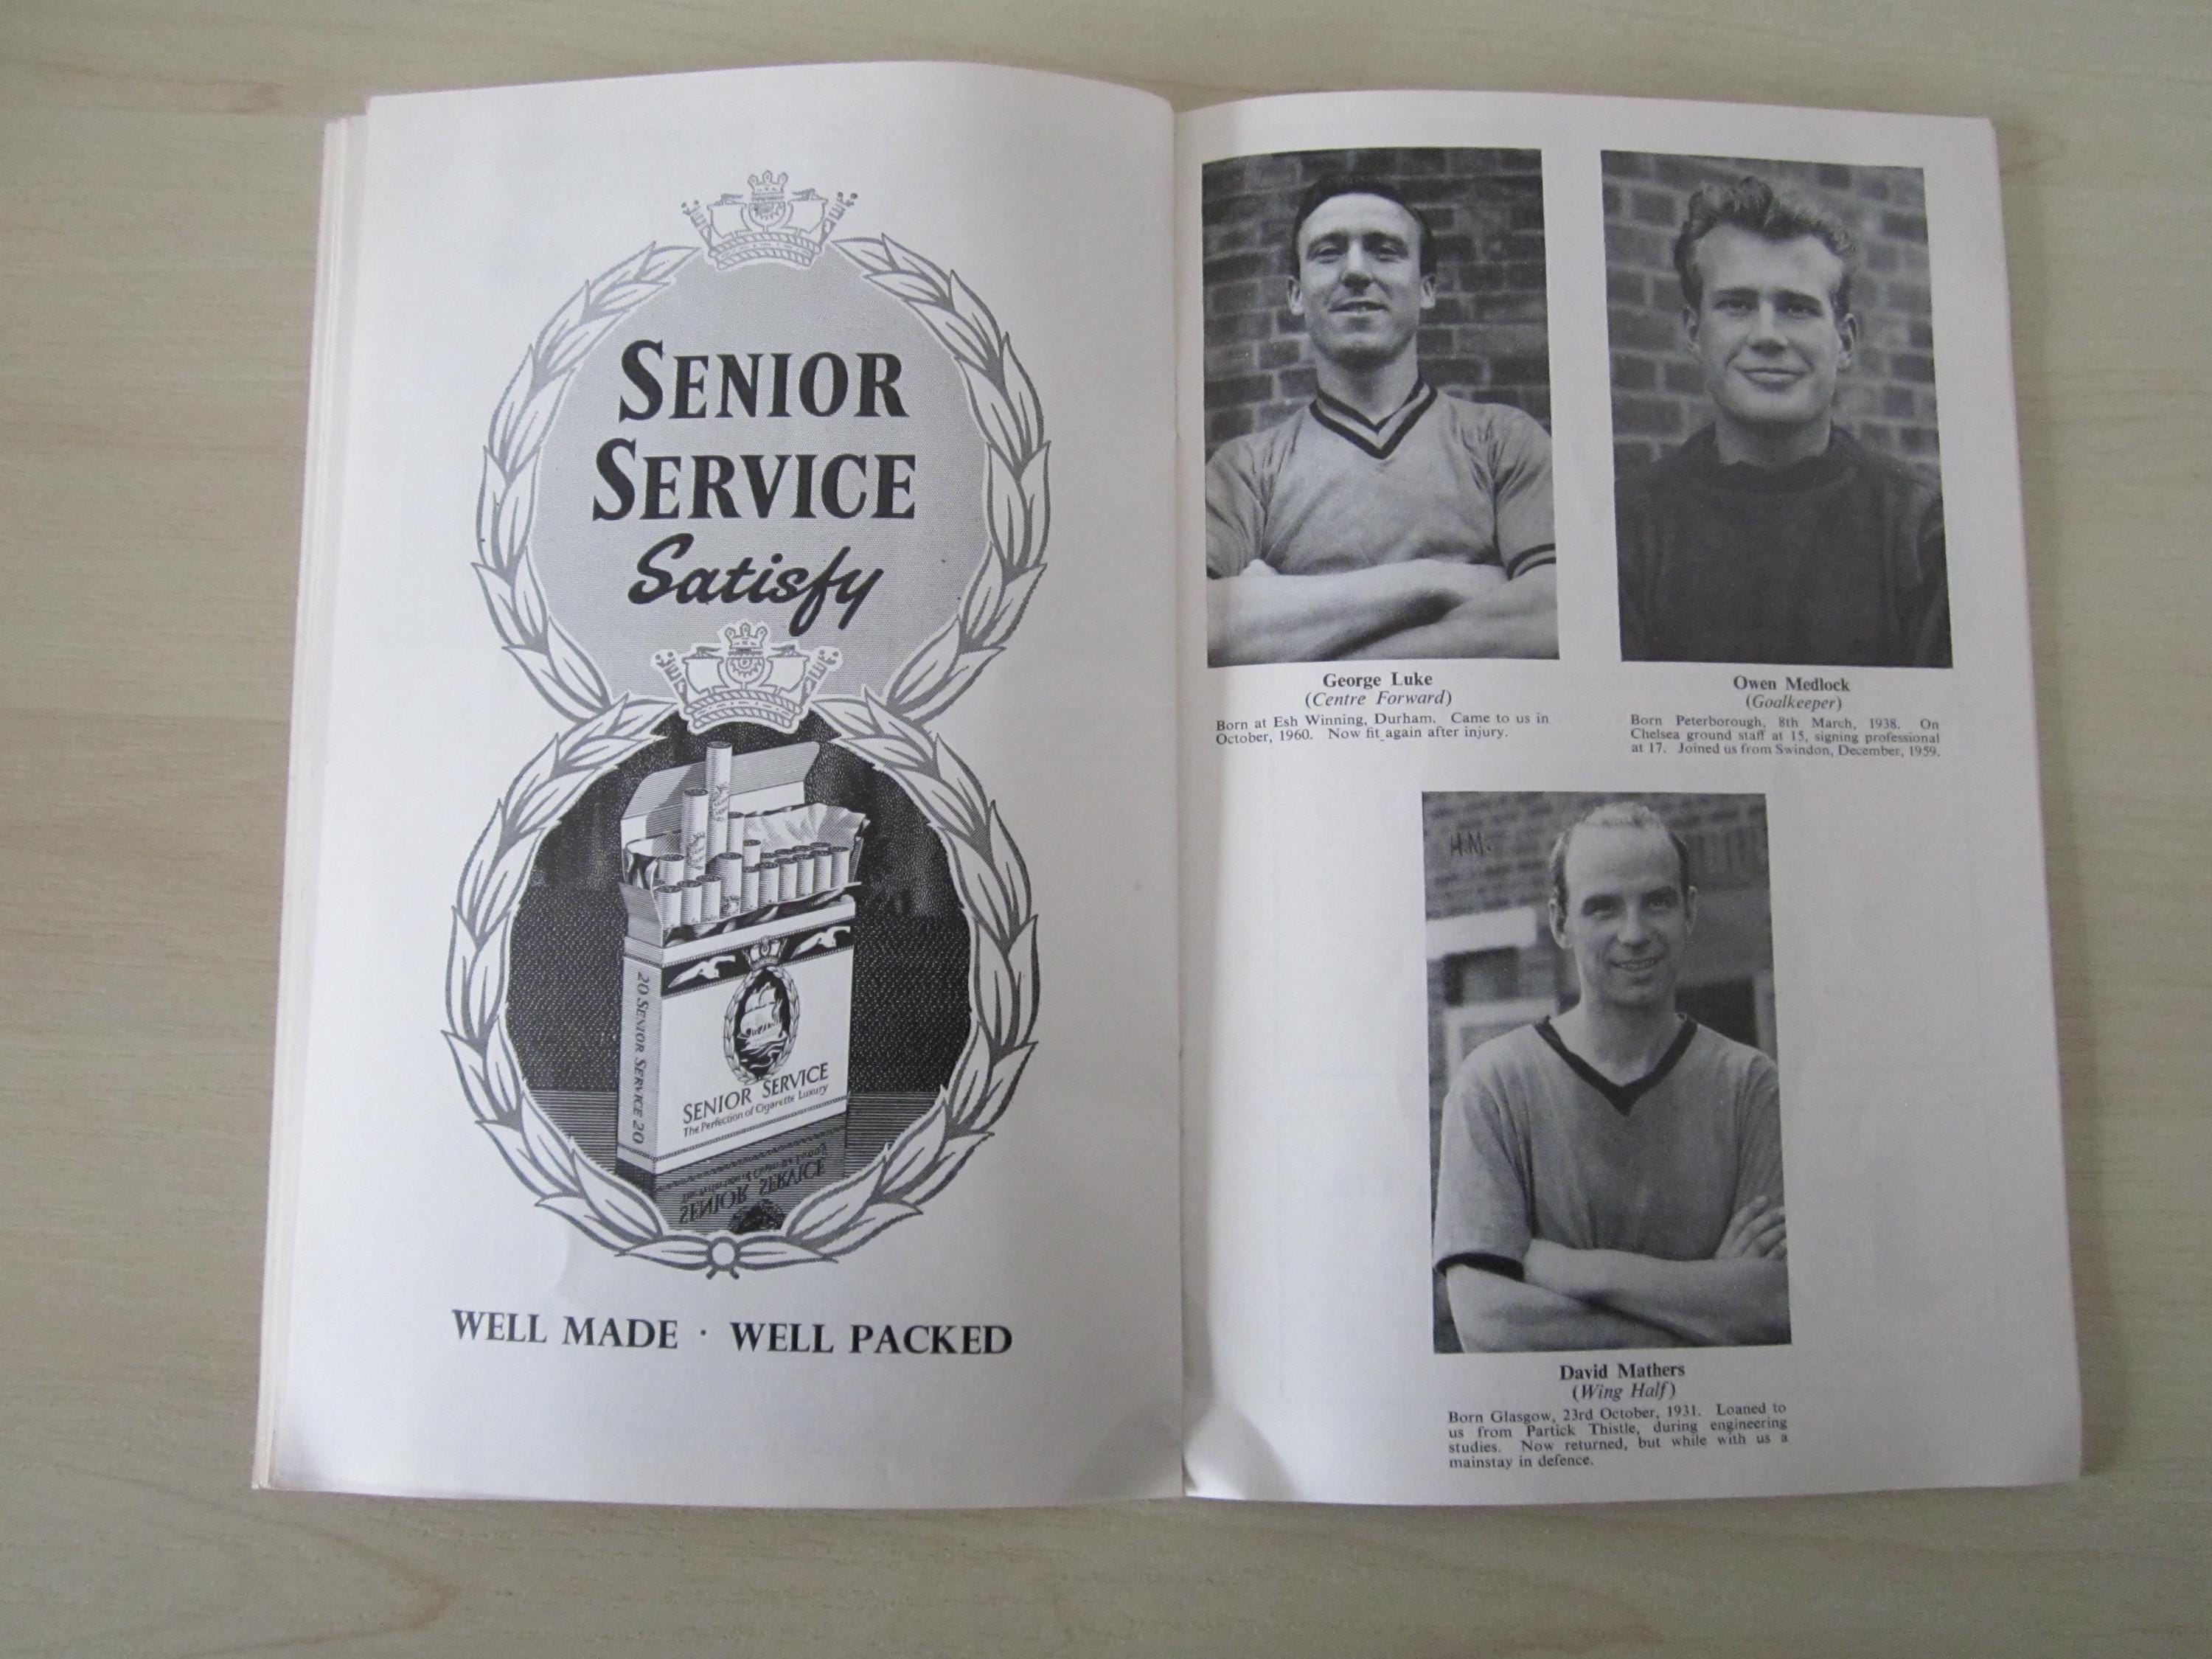 SENIOR
SERVICE
Satisfy
20 SENIOR SERVICE 20
SENIOR SERVICE
The Perfection of Cigarette Luxury
SENIOR SERVICE
WELL MADE · WELL PACKED
George Luke
(Centre Forward)
Born at Esh Winning, Durham. Came to us in
October, 1960. Now fit again after injury.
Owen Medlock
(Goalkeeper)
Born Peterborough, 8th March, 1938. On
Chelsea ground staff at 15, signing professional
at 17. Joined us from Swindon, December, 1959.
H.M.
David Mathers
(Wing Half)
Born Glasgow, 23rd October, 1931. Loaned to
us from Partick Thistle, during engineering
studies. Now returned, but while with us a
mainstay in defence.